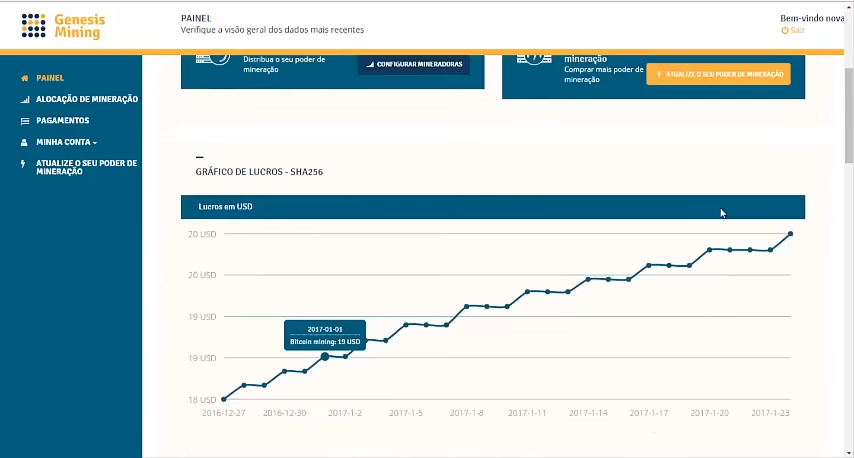 Genesis
Mining
PAINEL
Verifique a visão geral dos dados mais recentes
Bem-vindo nova
Sair
PAINEL
ALOCAÇÃO DE MINERAÇÃO
PAGAMENTOS
MINHA CONTA
ATUALIZE O SEU PODER DE
MINERAÇÃO
Distribua o seu poder de
mineração
CONFIGURAR MINERADORAS
mineração
Comprar mais poder de
mineração
ATUALIZE O SEU PODER DE MINERAÇÃO
GRÁFICO DE LUCROS - SHA256
Lucros em USD
20 USD
20 USD
19 USD
19 USD
18 USD
2017-01-01
Bitcoin mining: 19 USD
2016-12-27
2016-12-30
2017-1-2
2017-1-5
2017-1-8
2017-1-11
2017-1-14
2017-1-17
2017-1-20
2017-1-23